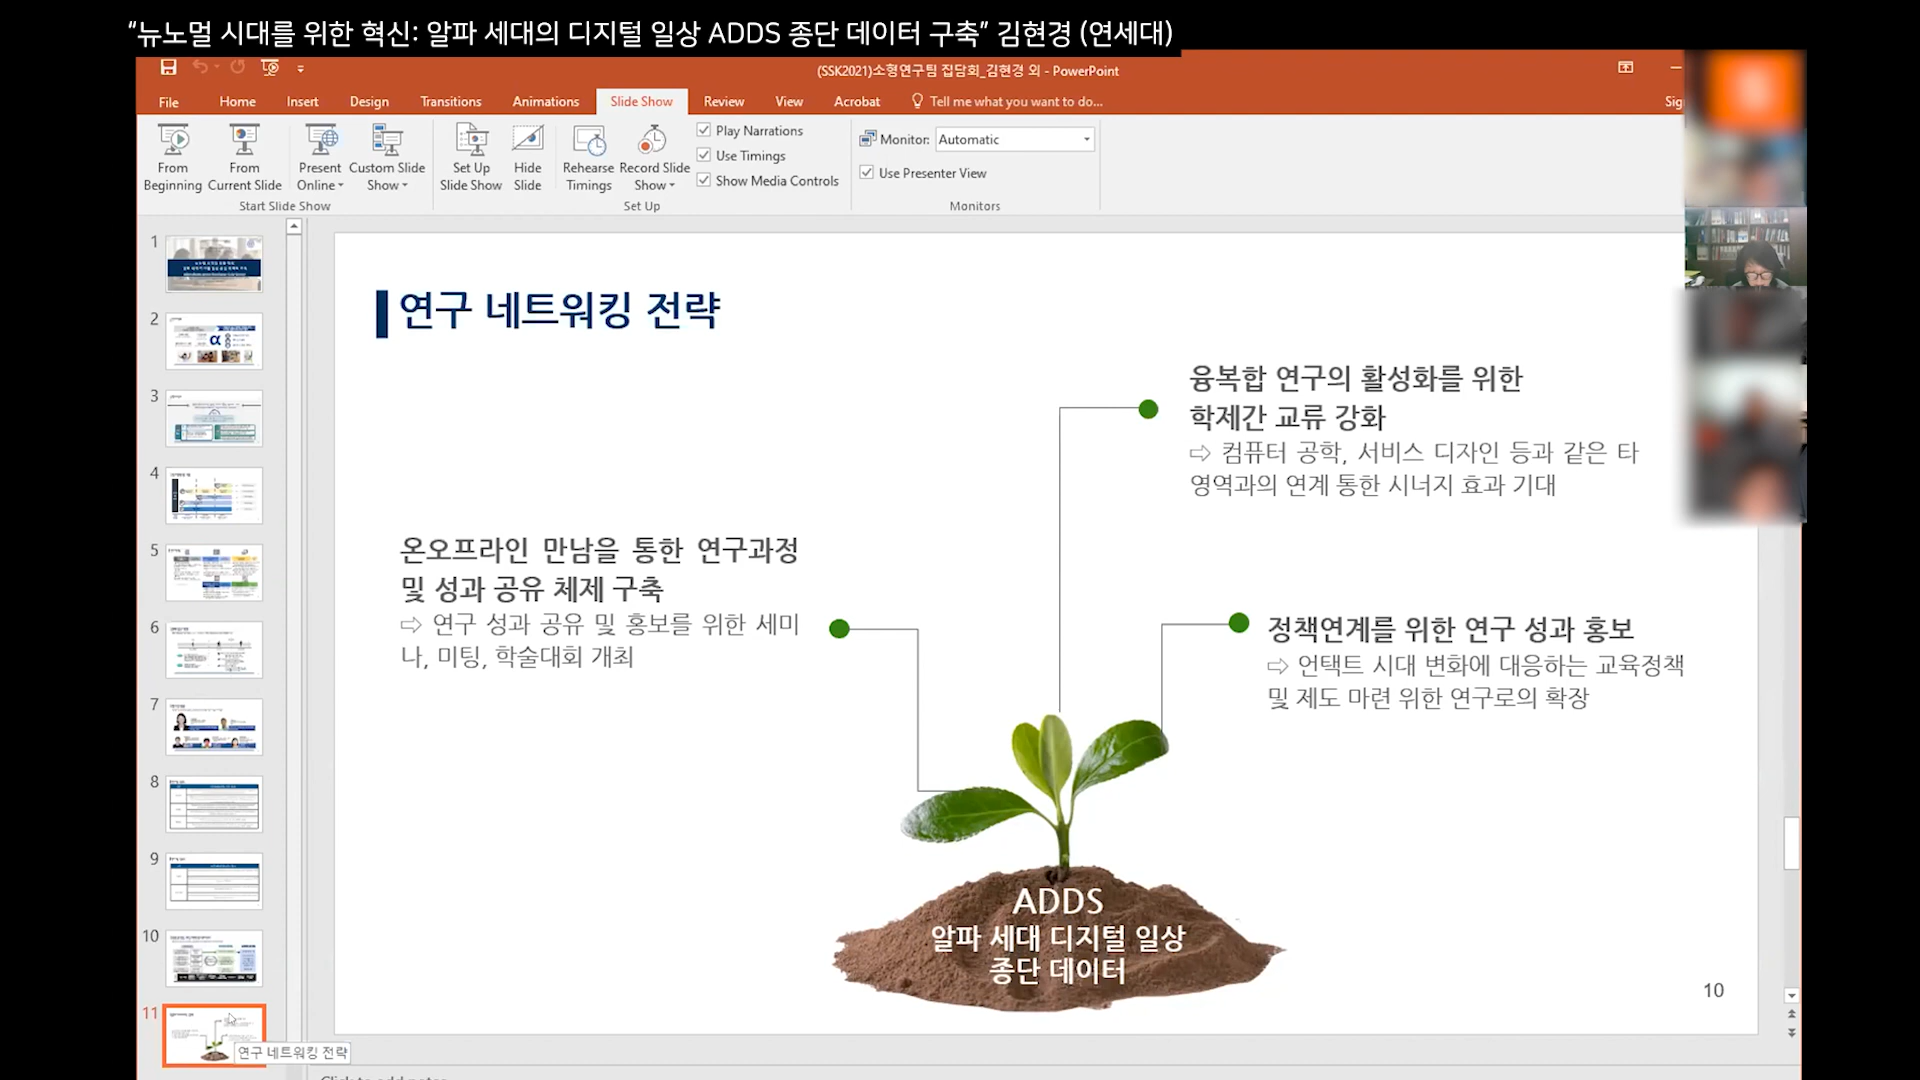 “뉴노멀 시대를 위한 혁신: 알파 세대의 디지털 일상 ADDS 종단 데이터 구축” 김현경 (연세대)
(SSK2021)소형연구팀 집담회_김현경 외 - PowerPoint
File Home Insert Design Transitions Animations Slide Show Review View Acrobat Tell me what you want to do...
From Beginning
From Current Slide
Present Online
Custom Slide Show
Start Slide Show
Set Up Slide Show
Hide Slide
Rehearse Timings
Record Slide Show
Play Narrations
Use Timings
Show Media Controls
Set Up
Monitor: Automatic
Use Presenter View
Monitors
1
2
3
4
5
6
7
8
9
10
11
연구 네트워킹 전략
연구 네트워킹 전략
융복합 연구의 활성화를 위한
학제간 교류 강화
⇨ 컴퓨터 공학, 서비스 디자인 등과 같은 타
영역과의 연계 통한 시너지 효과 기대
온오프라인 만남을 통한 연구과정
및 성과 공유 체제 구축
⇨ 연구 성과 공유 및 홍보를 위한 세미
나, 미팅, 학술대회 개최
정책연계를 위한 연구 성과 홍보
⇨ 언택트 시대 변화에 대응하는 교육정책
및 제도 마련 위한 연구로의 확장
ADDS
알파 세대 디지털 일상
종단 데이터
10